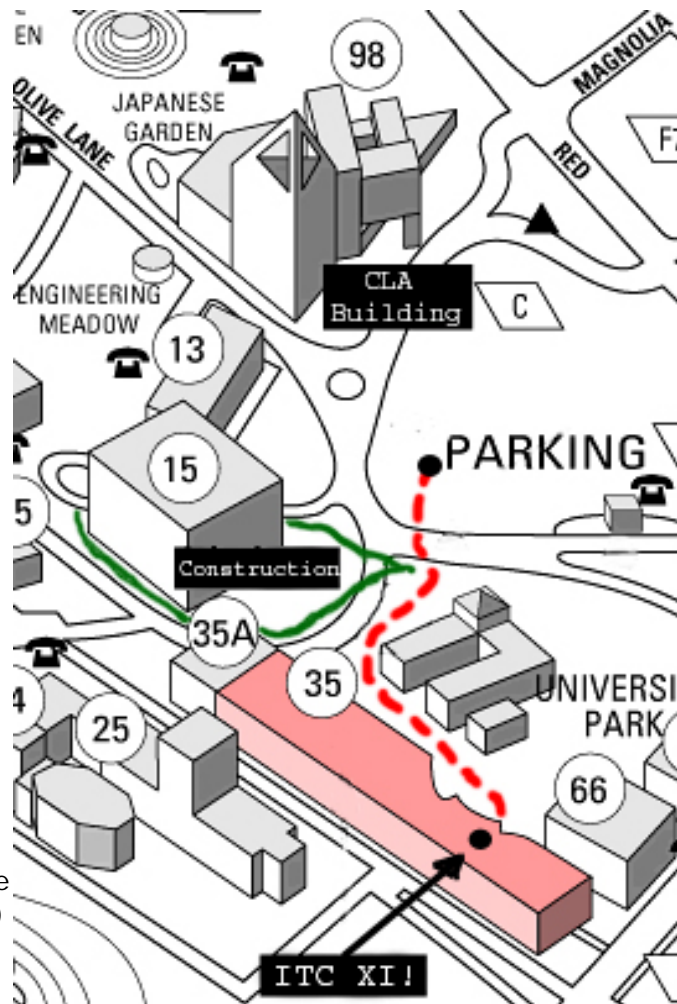 EN
98
MAGNOLIA
OLIVE LANE
JAPANESE
GARDEN
RED
CLA
Building
C
ENGINEERING
MEADOW
13
PARKING
15
5
Construction
35A
35
UNIVERSI
PARK
4
25
66
e
)
ITC XI!